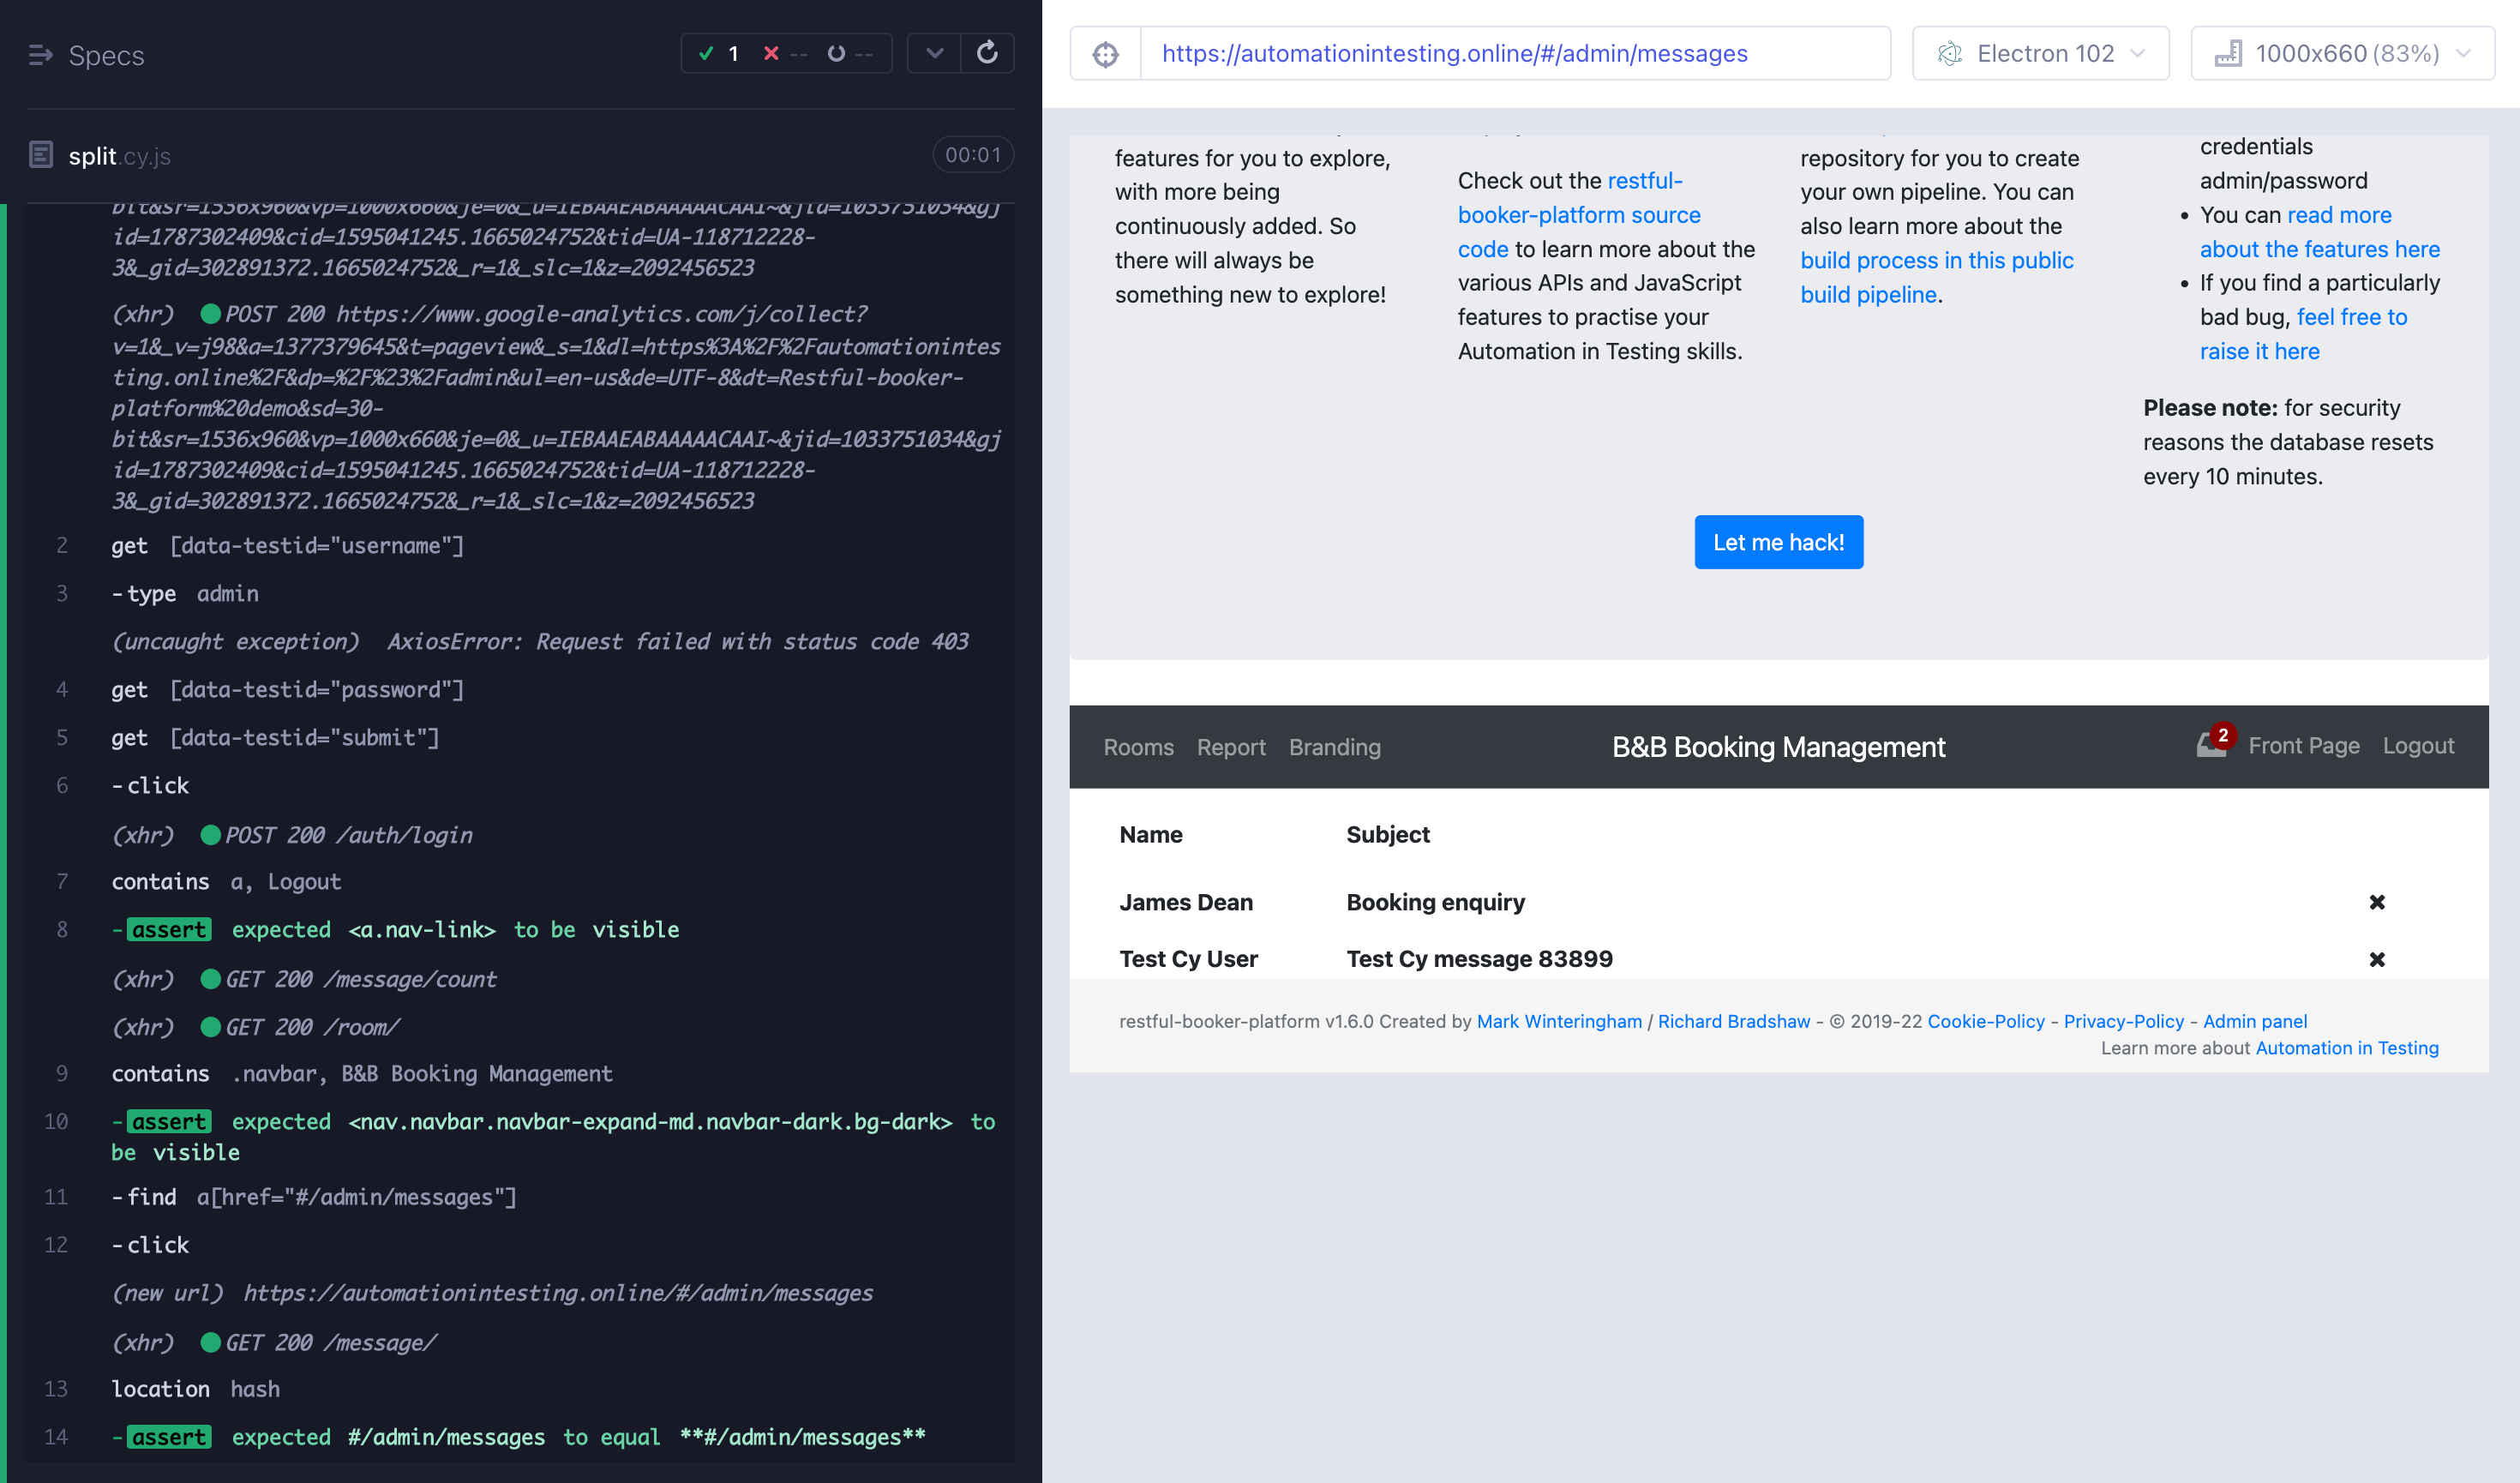 Specs
1 -- --
split.cy.js
00:01
bit&sr=1536x960&vp=1000x660&je=0&_u=IEBAAEABAAAAACAAI~&jid=1033751034&gj
id=1787302409&cid=1595041245.1665024752&tid=UA-118712228-
3&_gid=302891372.1665024752&_r=1&_slc=1&z=2092456523
(xhr) POST 200 https://www.google-analytics.com/j/collect?
v=1&_v=j98&a=1377379645&t=pageview&_s=1&dl=https%3A%2F%2Fautomationintes
ting.online%2F&dp=%2F%23%2Fadmin&ul=en-us&de=UTF-8&dt=Restful-booker-
platform%20demo&sd=30-
bit&sr=1536x960&vp=1000x660&je=0&_u=IEBAAEABAAAAACAAI~&jid=1033751034&gj
id=1787302409&cid=1595041245.1665024752&tid=UA-118712228-
3&_gid=302891372.1665024752&_r=1&_slc=1&z=2092456523
2 get [data-testid="username"]
3 -type admin
(uncaught exception) AxiosError: Request failed with status code 403
4 get [data-testid="password"]
5 get [data-testid="submit"]
6 -click
(xhr) POST 200 /auth/login
7 contains a, Logout
8 -assert expected <a.nav-link> to be visible
(xhr) GET 200 /message/count
(xhr) GET 200 /room/
9 contains .navbar, B&B Booking Management
10 -assert expected <nav.navbar.navbar-expand-md.navbar-dark.bg-dark> to
be visible
11 -find a[href="#/admin/messages"]
12 -click
(new url) https://automationintesting.online/#/admin/messages
(xhr) GET 200 /message/
13 location hash
14 -assert expected #/admin/messages to equal **#/admin/messages**
https://automationintesting.online/#/admin/messages
Electron 102
1000x660 (83%)
features for you to explore,
with more being
continuously added. So
there will always be
something new to explore!
Check out the restful-
booker-platform source
code to learn more about the
various APIs and JavaScript
features to practise your
Automation in Testing skills.
repository for you to create
your own pipeline. You can
also learn more about the
build process in this public
build pipeline.
credentials
admin/password
• You can read more
about the features here
• If you find a particularly
bad bug, feel free to
raise it here
Please note: for security
reasons the database resets
every 10 minutes.
Let me hack!
Rooms Report Branding
B&B Booking Management
2 Front Page Logout
Name Subject
James Dean Booking enquiry
Test Cy User Test Cy message 83899
restful-booker-platform v1.6.0 Created by Mark Winteringham / Richard Bradshaw - © 2019-22 Cookie-Policy - Privacy-Policy - Admin panel
Learn more about Automation in Testing